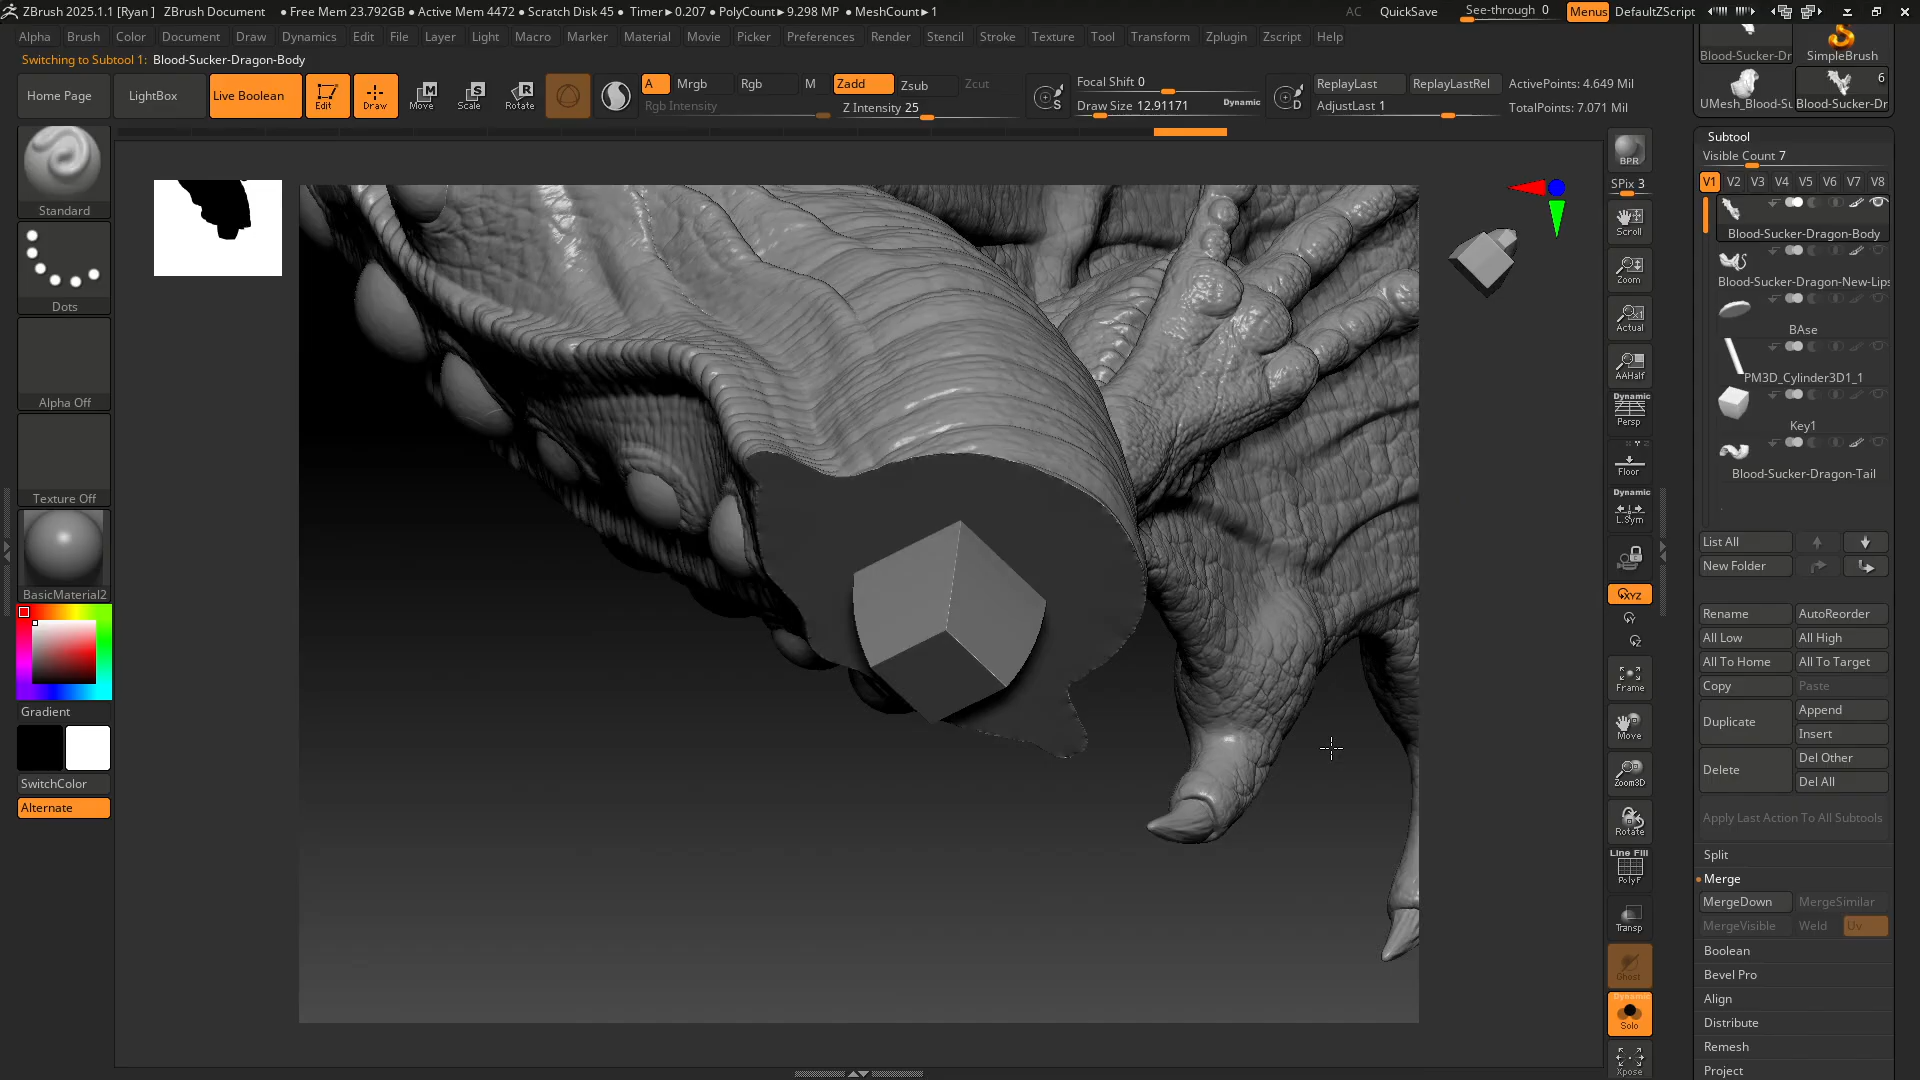 ZBrush 2025.1.1 [Ryan ]   ZBrush Document   • Free Mem 23.792GB • Active Mem 4472 • Scratch Disk 45 •  Timer►0.207 • PolyCount►9.298 MP  • MeshCount►1   AC   QuickSave   See-through  0   Menus   DefaultZScript
Alpha   Brush   Color   Document   Draw   Dynamics   Edit   File   Layer   Light   Macro   Marker   Material   Movie   Picker   Preferences   Render   Stencil   Stroke   Texture   Tool   Transform   Zplugin   Zscript   Help
Switching to Subtool 1:  Blood-Sucker-Dragon-Body
Home Page   LightBox   Live Boolean   Edit   Draw   Move   Scale   Rotate
A   Mrgb   Rgb   M   Zadd   Zsub   Zcut
Rgb Intensity   Z Intensity 25
Focal Shift 0
Draw Size 12.91171   Dynamic
S   D
ReplayLast   ReplayLastRel   ActivePoints: 4.649 Mil
AdjustLast 1   TotalPoints: 7.071 Mil
Standard
Dots
Alpha Off
Texture Off
BasicMaterial2
Gradient
SwitchColor
Alternate
BPR
SPix 3
Scroll
Zoom
Actual
AAHalf
Dynamic
Persp
Floor
Dynamic
L.Sym
XYZ
Frame
Move
Zoom3D
Rotate
Line Fill
PolyF
Transp
Ghost
Dynamic
Solo
Xpose
Blood-Sucker-Dr   SimpleBrush
6
UMesh_Blood-Su   Blood-Sucker-Dr
Subtool
Visible Count 7
V1   V2   V3   V4   V5   V6   V7   V8
Blood-Sucker-Dragon-Body
Blood-Sucker-Dragon-New-Lips
BAse
PM3D_Cylinder3D1_1
Key1
Blood-Sucker-Dragon-Tail
List All
New Folder
Rename   AutoReorder
All Low   All High
All To Home   All To Target
Copy   Paste
Duplicate   Append
Insert
Delete   Del Other
Del All
Apply Last Action To All Subtools
Split
Merge
MergeDown   MergeSimilar
MergeVisible   Weld   Uv
Boolean
Bevel Pro
Align
Distribute
Remesh
Project